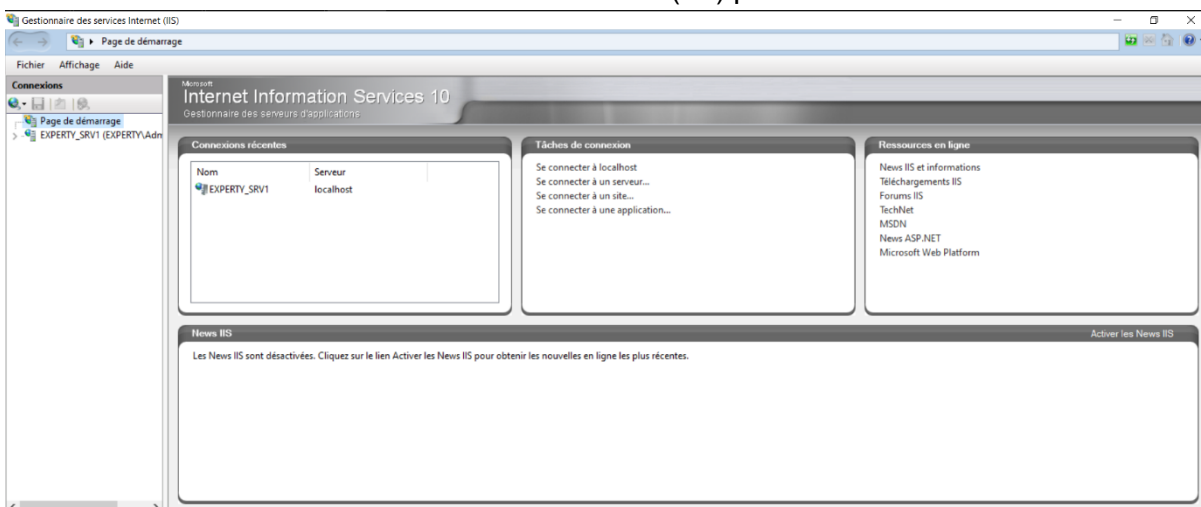 Gestionnaire des services Internet (IIS)
Page de démarrage
Fichier Affichage Aide
Connexions
Page de démarrage
EXPERTY_SRV1 (EXPERTY\Adm
Microsoft
Internet Information Services 10
Gestionnaire des serveurs d'applications
Connexions récentes
Nom Serveur
EXPERTY_SRV1 localhost
Tâches de connexion
Se connecter à localhost
Se connecter à un serveur...
Se connecter à un site...
Se connecter à une application...
Ressources en ligne
News IIS et informations
Téléchargements IIS
Forums IIS
TechNet
MSDN
News ASP.NET
Microsoft Web Platform
News IIS
Activer les News IIS
Les News IIS sont désactivées. Cliquez sur le lien Activer les News IIS pour obtenir les nouvelles en ligne les plus récentes.